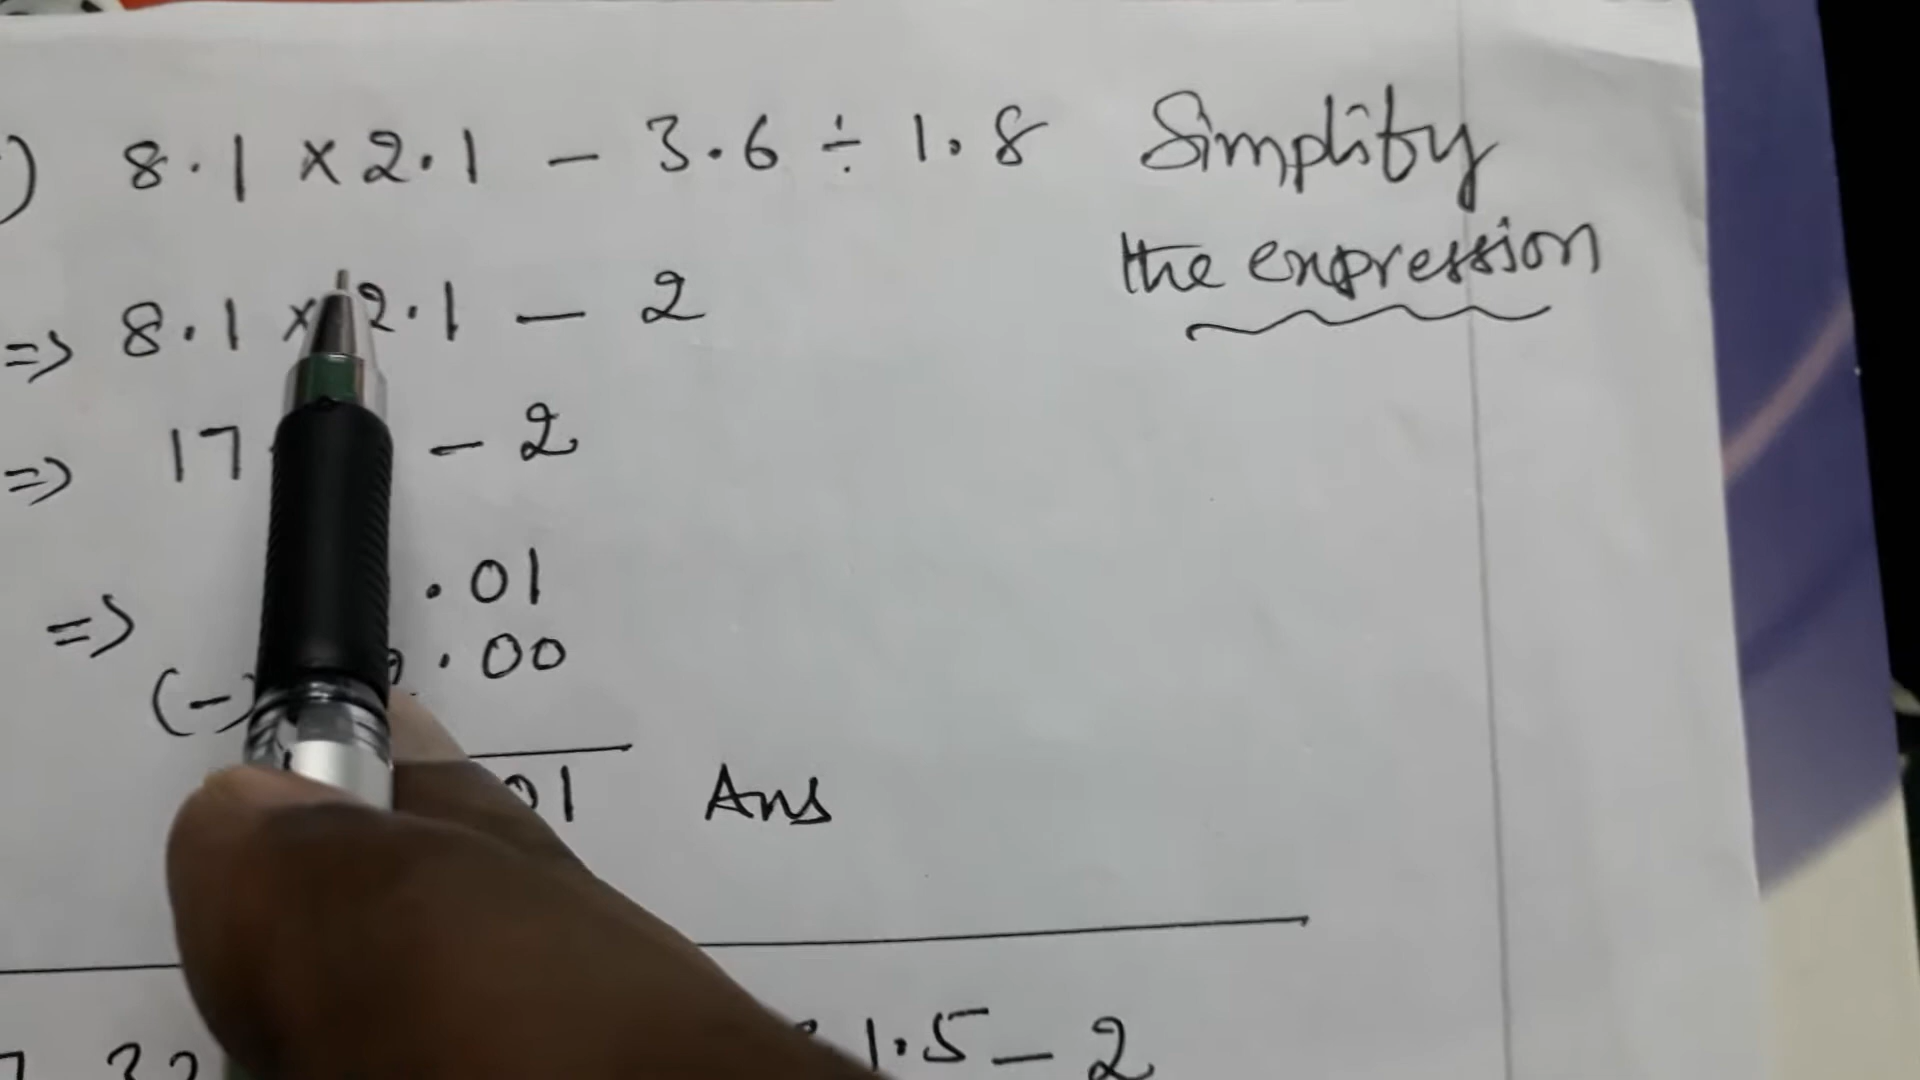 ) 8.1 × 2.1 – 3.6 ÷ 1.8 Simplify
the expression
=> 8.1 × 2.1 – 2
=> 17 – 2
=> .01
(-) .00
01 Ans
1.5 – 2